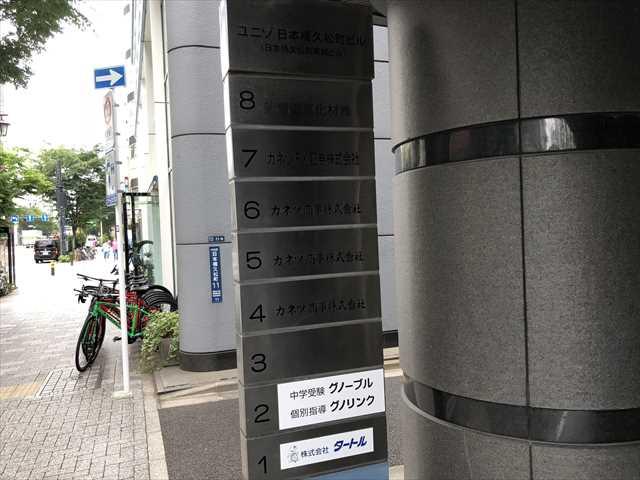 ユニゾ 日本橋久松町ビル
8
7 カネツFX証券株式会社
6 カネツ商事株式会社
5 カネツ商事株式会社
4 カネツ商事株式会社
3
2 中学受験 グノーブル
個別指導 グノリンク
1 株式会社 タートル
日本橋久松町
11